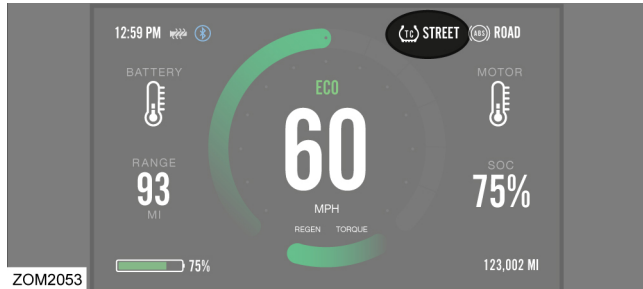 12:59 PM TC STREET ABS ROAD
BATTERY
MOTOR
ECO
60
MPH
RANGE
93
MI
SOC
75%
REGEN TORQUE
75%
123,002 MI
ZOM2053